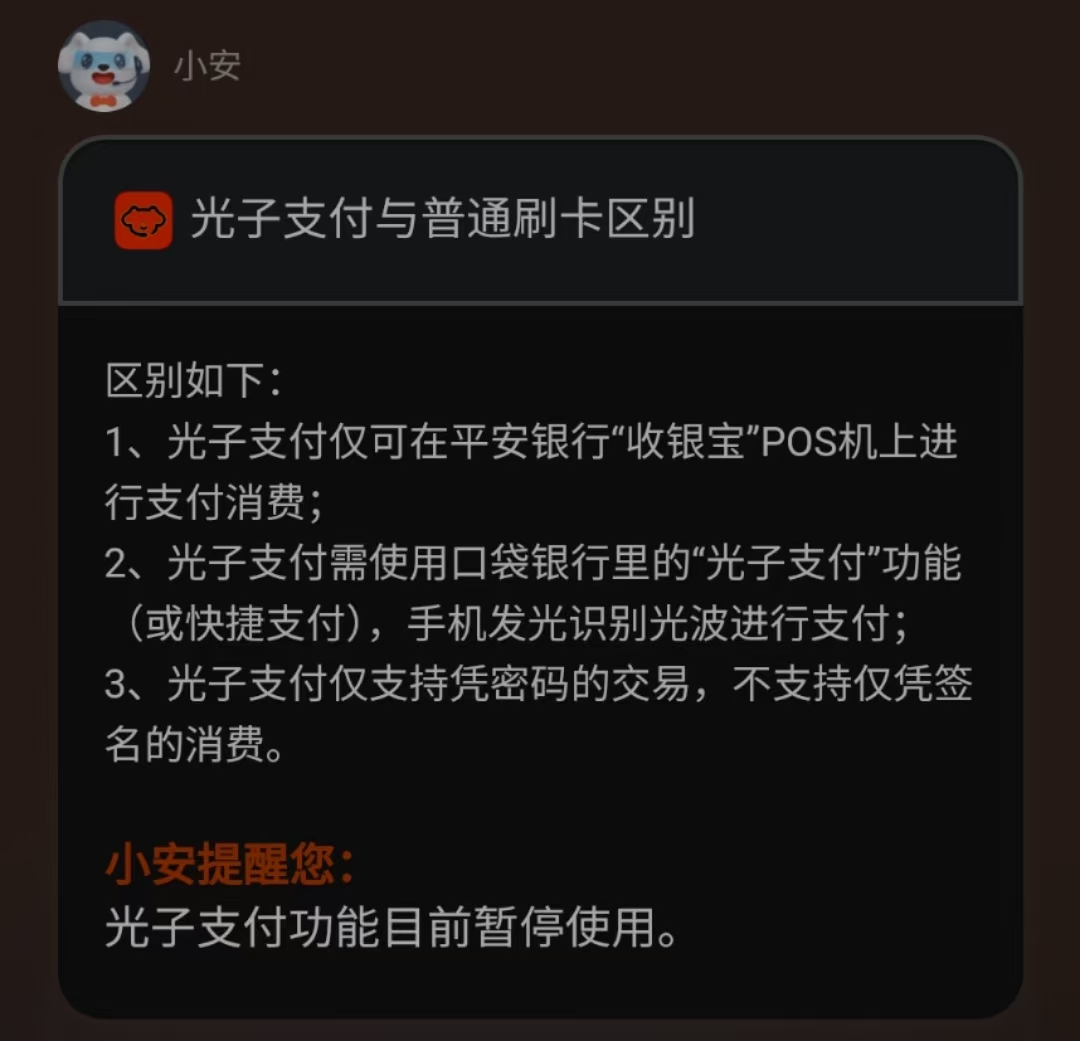 小安
光子支付与普通刷卡区别
区别如下：
1、光子支付仅可在平安银行“收银宝”POS机上进
行支付消费；
2、光子支付需使用口袋银行里的“光子支付”功能
（或快捷支付），手机发光识别光波进行支付；
3、光子支付仅支持凭密码的交易，不支持仅凭签
名的消费。
小安提醒您：
光子支付功能目前暂停使用。